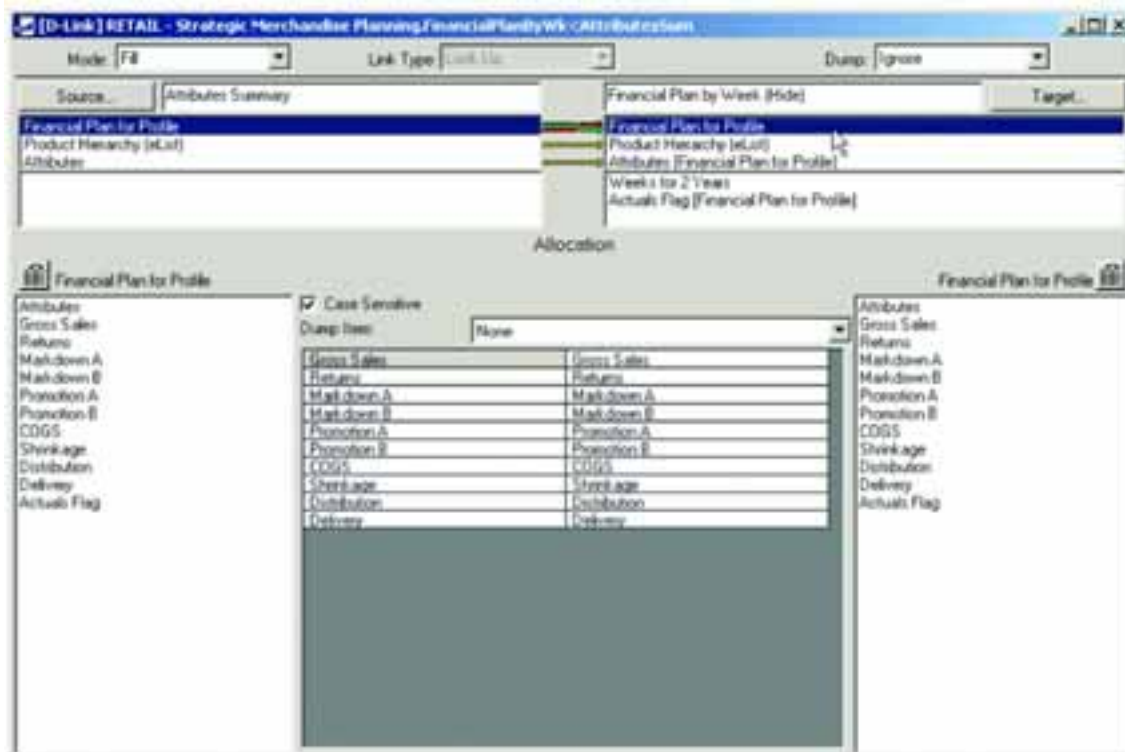 [D-Link] RETAIL - Strategic Merchandise Planning.FinancialPlanByWk<AttributesSum
Mode: Fill Link Type Look Up Dump: Ignore
Source... Attributes Summary Financial Plan by Week (Hide) Target...
Financial Plan for Profile Financial Plan for Profile
Product Hierarchy (eList) Product Hierarchy (eList)
Attributes Attributes [Financial Plan for Profile]
Weeks for 2 Years
Actuals Flag [Financial Plan for Profile]
Allocation
Financial Plan for Profile Financial Plan for Profile
Attributes Case Sensitive Attributes
Gross Sales Dump Item: None Gross Sales
Returns Returns
Markdown A Gross Sales Gross Sales Markdown A
Markdown B Returns Returns Markdown B
Promotion A Markdown A Markdown A Promotion A
Promotion B Markdown B Markdown B Promotion B
COGS Promotion A Promotion A COGS
Shrinkage Promotion B Promotion B Shrinkage
Distribution COGS COGS Distribution
Delivery Shrinkage Shrinkage Delivery
Actuals Flag Distribution Distribution Actuals Flag
Delivery Delivery